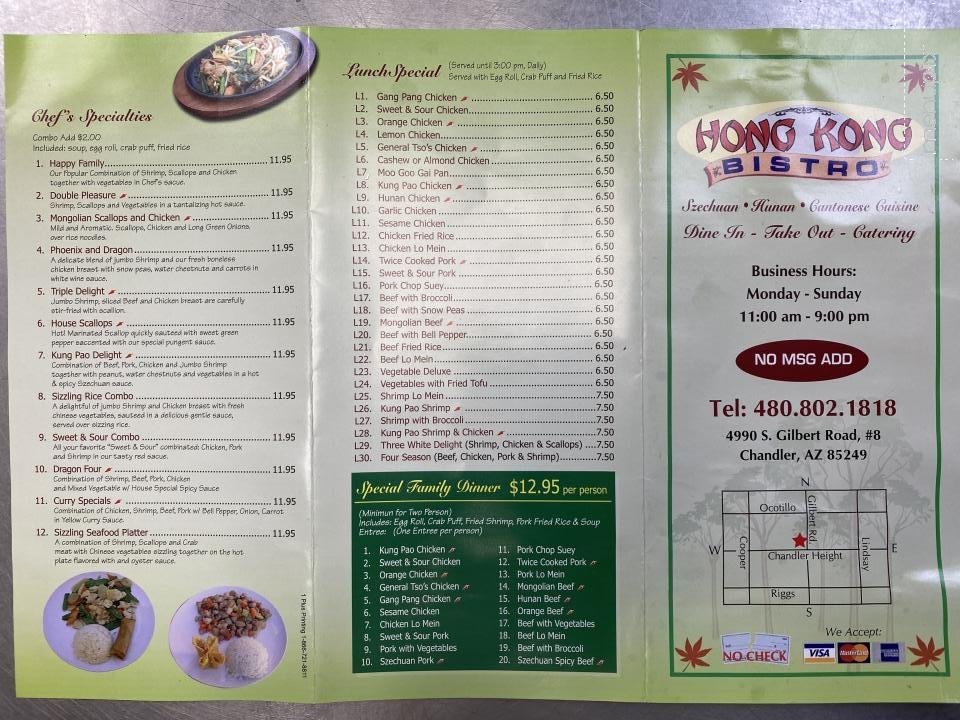 Chef's Specialties
Combo Add $2.00
Included: soup, egg roll, crab puff, fried rice
1. Happy Family 11.95
Our Popular Combination of Shrimp, Scallops and Chicken
together with vegetables in Chef's sacue.
2. Double Pleasure 11.95
Shrimp, Scallops and Vegetables in a tantalizing sauce.
3. Mongolian Scallops and Chicken 11.95
Mild and Aromatic. Scallops, Chicken and Long Green Onions,
over rice noodles.
4. Phoenix and Dragon 11.95
A delicate blend of jumbo Shrimp and our fresh boneless
chicken breast with snow peas, water chestnuts and carrots in
white wine sauce.
5. Triple Delight 11.95
Jumbo Shrimp, sliced Beef and Chicken breast are carefully
stir-fried with scallion.
6. House Scallops 11.95
Hot! Marinated Scallop quickly sauteed with sweet green
pepper saccented with our special pungent sauce.
7. Kung Pao Delight 11.95
Combination of Beef, Pork, Chicken and Jumbo Shrimp
together with peanut, water chestnuts and vegetables in a hot
& spicy Szechuan sauce.
8. Sizzling Rice Combo 11.95
A delightful of jumbo Shrimp and Chicken breast with fresh
chinese vegetables, sauteed in a delicious gentle sauce,
served over sizzing rice.
9. Sweet & Sour Combo 11.95
All your favorite "Sweet & Sour" combinated: Chicken, Pork
and Shrimp in our tasty red sacue.
10. Dragon Four 11.95
Combination of Shrimp, Beef, Pork, Chicken
and Mixed Vegetable w/ House Special Spicy Sauce
11. Curry Specials 11.95
Combination of Chicken, Shrimp, Beef, Pork w/ Bell Pepper, Onion, Carrot
in Yellow Curry Sauce.
12. Sizzling Seafood Platter 11.95
A combination of Shrimp, Scallops and Crab
meat with Chinese vegetables sizzling together on the hot
plate flavored with and oyster sauce.
1 Plus Printing 1-866-721-8811
Lunch Special (Served until 3:00 pm, Daily)
Served with Egg Roll, Crab Puff and Fried Rice
L1. Gang Pang Chicken 6.50
L2. Sweet & Sour Chicken 6.50
L3. Orange Chicken 6.50
L4. Lemon Chicken 6.50
L5. General Tso's Chicken 6.50
L6. Cashew or Almond Chicken 6.50
L7. Moo Goo Gai Pan 6.50
L8. Kung Pao Chicken 6.50
L9. Hunan Chicken 6.50
L10. Garlic Chicken 6.50
L11. Sesame Chicken 6.50
L12. Chicken Fried Rice 6.50
L13. Chicken Lo Mein 6.50
L14. Twice Cooked Pork 6.50
L15. Sweet & Sour Pork 6.50
L16. Pork Chop Suey 6.50
L17. Beef with Broccoli 6.50
L18. Beef with Snow Peas 6.50
L19. Mongolian Beef 6.50
L20. Beef with Bell Pepper 6.50
L21. Beef Fried Rice 6.50
L22. Beef Lo Mein 6.50
L23. Vegetable Deluxe 6.50
L24. Vegetables with Fried Tofu 6.50
L25. Shrimp Lo Mein 7.50
L26. Kung Pao Shrimp 7.50
L27. Shrimp with Broccoli 7.50
L28. Kung Pao Shrimp & Chicken 7.50
L29. Three White Delight (Shrimp, Chicken & Scallops) 7.50
L30. Four Season (Beef, Chicken, Pork & Shrimp) 7.50
Special Family Dinner $12.95 per person
(Minimun for Two Person)
Includes: Egg Roll, Crab Puff, Fried Shrimp, Pork Fried Rice & Soup
Entree: (One Entree per person)
1. Kung Pao Chicken
2. Sweet & Sour Chicken
3. Orange Chicken
4. General Tso's Chicken
5. Gang Pang Chicken
6. Sesame Chicken
7. Chicken Lo Mein
8. Sweet & Sour Pork
9. Pork with Vegetables
10. Szechuan Pork
11. Pork Chop Suey
12. Twice Cooked Pork
13. Pork Lo Mein
14. Mongolian Beef
15. Hunan Beef
16. Orange Beef
17. Beef with Vegetables
18. Beef Lo Mein
19. Beef with Broccoli
20. Szechuan Spicy Beef
HONG KONG
BISTRO
Szechuan • Hunan • Cantonese Cuisine
Dine In - Take Out - Catering
Business Hours:
Monday - Sunday
11:00 am - 9:00 pm
NO MSG ADD
Tel: 480.802.1818
4990 S. Gilbert Road, #8
Chandler, AZ 85249
N
Ocotillo
Gilbert Rd
W
Cooper
Lindsay
E
Chandler Height
Riggs
S
We Accept:
NO CHECK
VISA
MasterCard